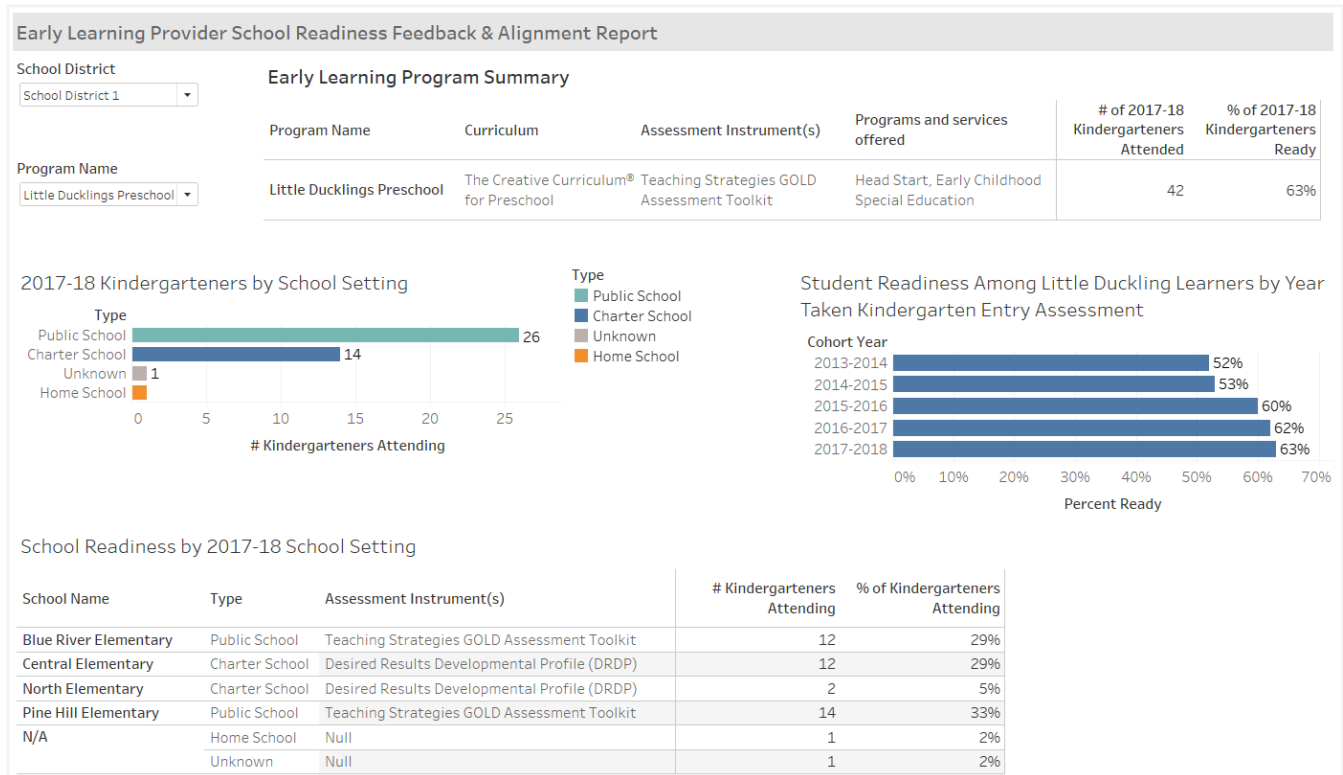 Early Learning Provider School Readiness Feedback & Alignment Report
School District
School District 1
Program Name
Little Ducklings Preschool
Early Learning Program Summary
Program Name Curriculum Assessment Instrument(s) Programs and services offered # of 2017-18 Kindergarteners Attended % of 2017-18 Kindergarteners Ready
Little Ducklings Preschool The Creative Curriculum® for Preschool Teaching Strategies GOLD Assessment Toolkit Head Start, Early Childhood Special Education 42 63%
2017-18 Kindergarteners by School Setting
Type
Public School 26
Charter School 14
Unknown 1
Home School
0 5 10 15 20 25
# Kindergarteners Attending
Type
Public School
Charter School
Unknown
Home School
Student Readiness Among Little Duckling Learners by Year
Taken Kindergarten Entry Assessment
Cohort Year
2013-2014 52%
2014-2015 53%
2015-2016 60%
2016-2017 62%
2017-2018 63%
0% 10% 20% 30% 40% 50% 60% 70%
Percent Ready
School Readiness by 2017-18 School Setting
School Name Type Assessment Instrument(s) # Kindergarteners Attending % of Kindergarteners Attending
Blue River Elementary Public School Teaching Strategies GOLD Assessment Toolkit 12 29%
Central Elementary Charter School Desired Results Developmental Profile (DRDP) 12 29%
North Elementary Charter School Desired Results Developmental Profile (DRDP) 2 5%
Pine Hill Elementary Public School Teaching Strategies GOLD Assessment Toolkit 14 33%
N/A Home School Null 1 2%
Unknown Null 1 2%